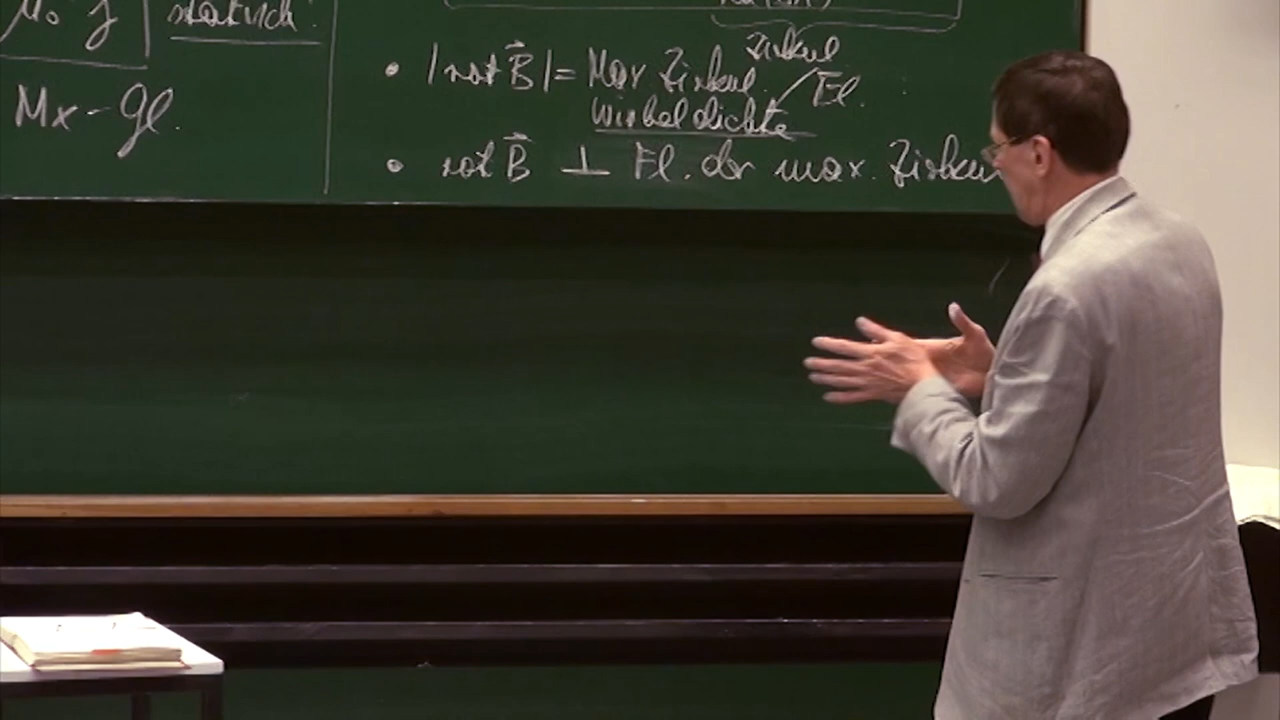 μ₀ j
statisch!
Mx-Gl.
Zirkul
• |rot B⃗| = Max Zirkul. / Fl.
Wirbeldichte
• rot B⃗ ⊥ Fl. der max. Zirkul